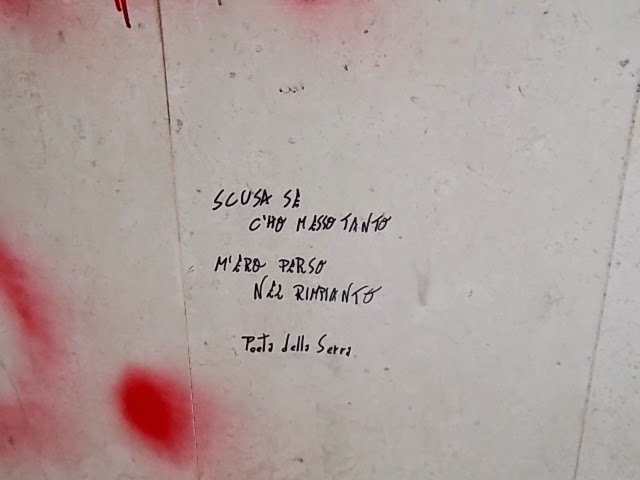 SCUSA SE
C'HO MESSO TANTO
M'ERO PERSO
NEL RIMPIANTO
Poeta della Serra